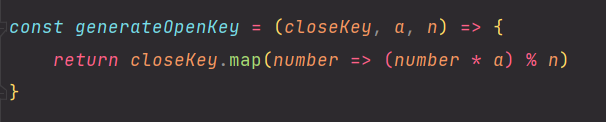 const generateOpenKey = (closeKey, a, n) => {
    return closeKey.map(number => (number * a) % n)
}